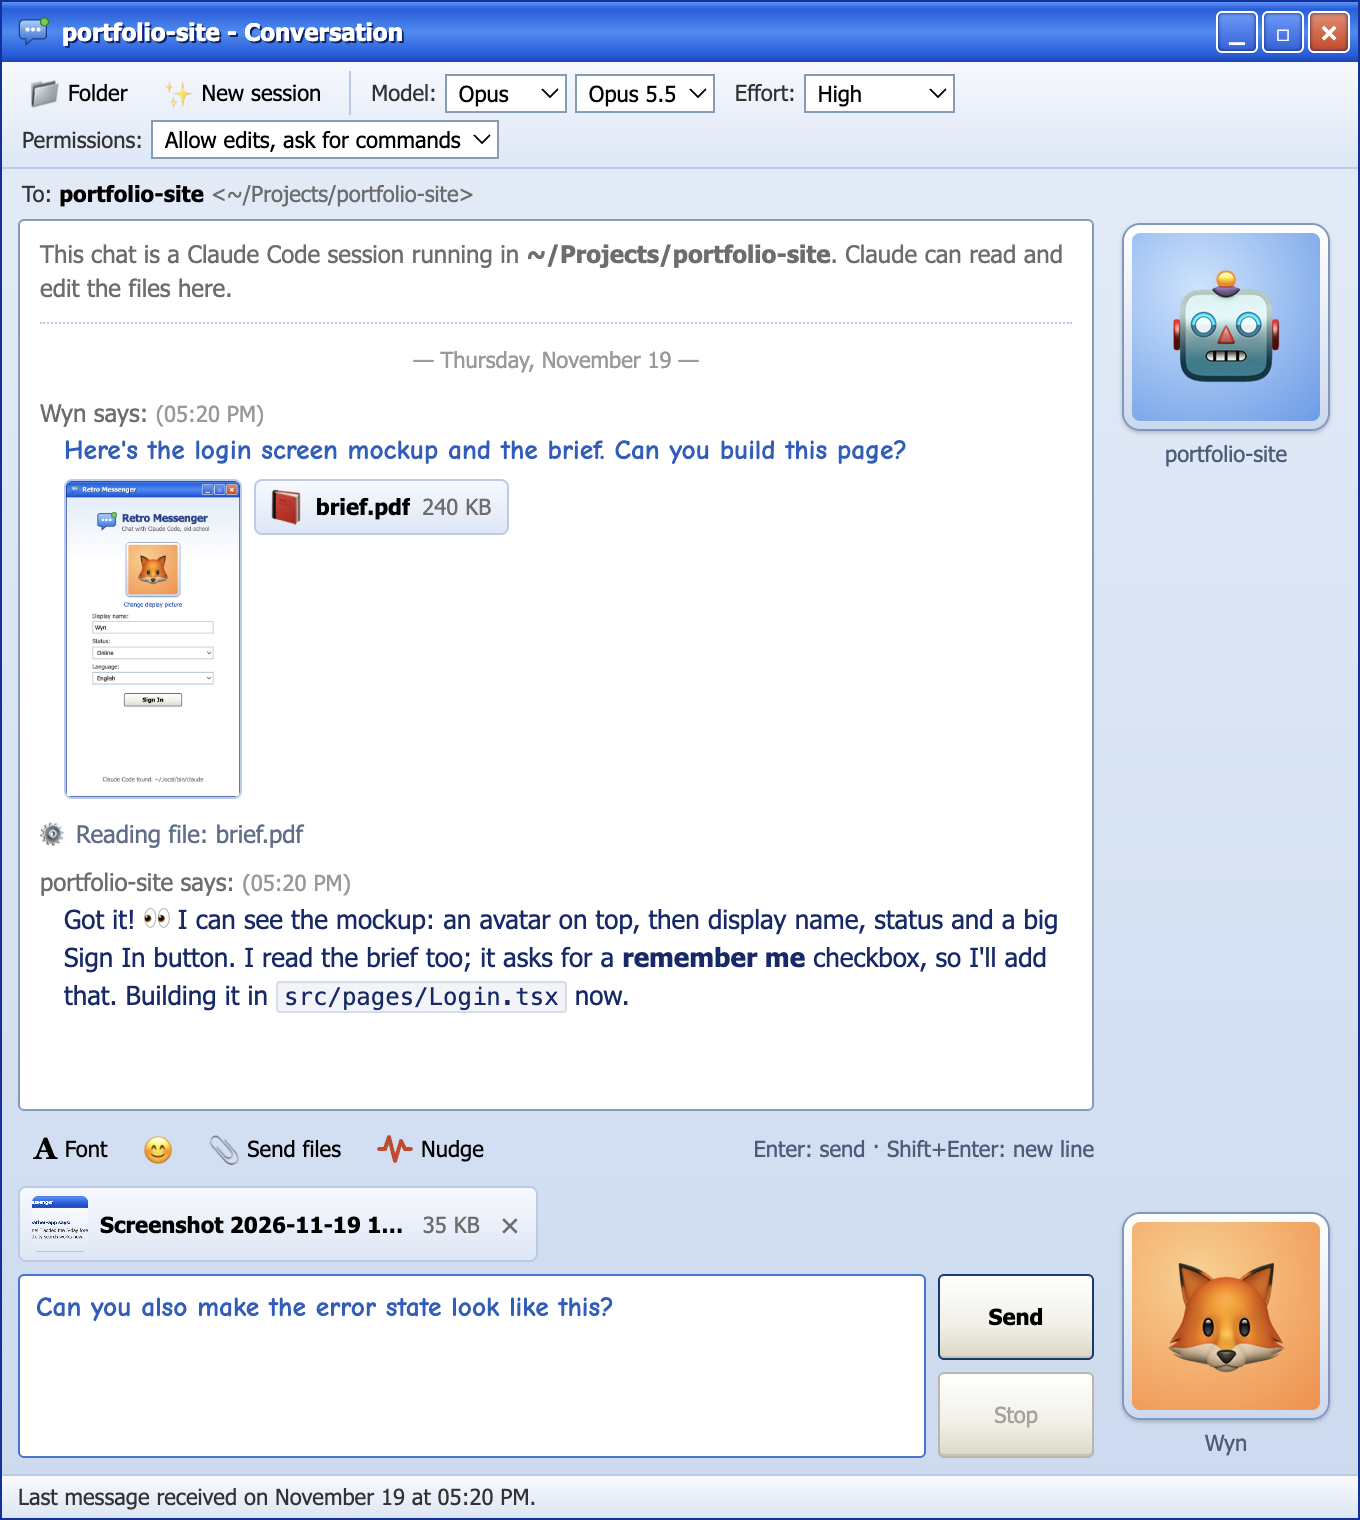 portfolio-site - Conversation
Folder
New session
Model: Opus Opus 5.5 Effort: High
Permissions: Allow edits, ask for commands
To: portfolio-site <~/Projects/portfolio-site>
This chat is a Claude Code session running in ~/Projects/portfolio-site. Claude can read and
edit the files here.
— Thursday, November 19 —
Wyn says: (05:20 PM)
Here's the login screen mockup and the brief. Can you build this page?
Retro Messenger
Retro Messenger
Chat with Claude Code, old-school
Change display picture
Display name:
Wyn
Status:
Online
Language:
English
Sign In
Claude Code found: ~/.local/bin/claude
brief.pdf 240 KB
Reading file: brief.pdf
portfolio-site says: (05:20 PM)
Got it! 👀 I can see the mockup: an avatar on top, then display name, status and a big
Sign In button. I read the brief too; it asks for a remember me checkbox, so I'll add
that. Building it in src/pages/Login.tsx now.
portfolio-site
Font
Send files
Nudge
Enter: send · Shift+Enter: new line
Screenshot 2026-11-19 1... 35 KB
Can you also make the error state look like this?
Send
Stop
Wyn
Last message received on November 19 at 05:20 PM.